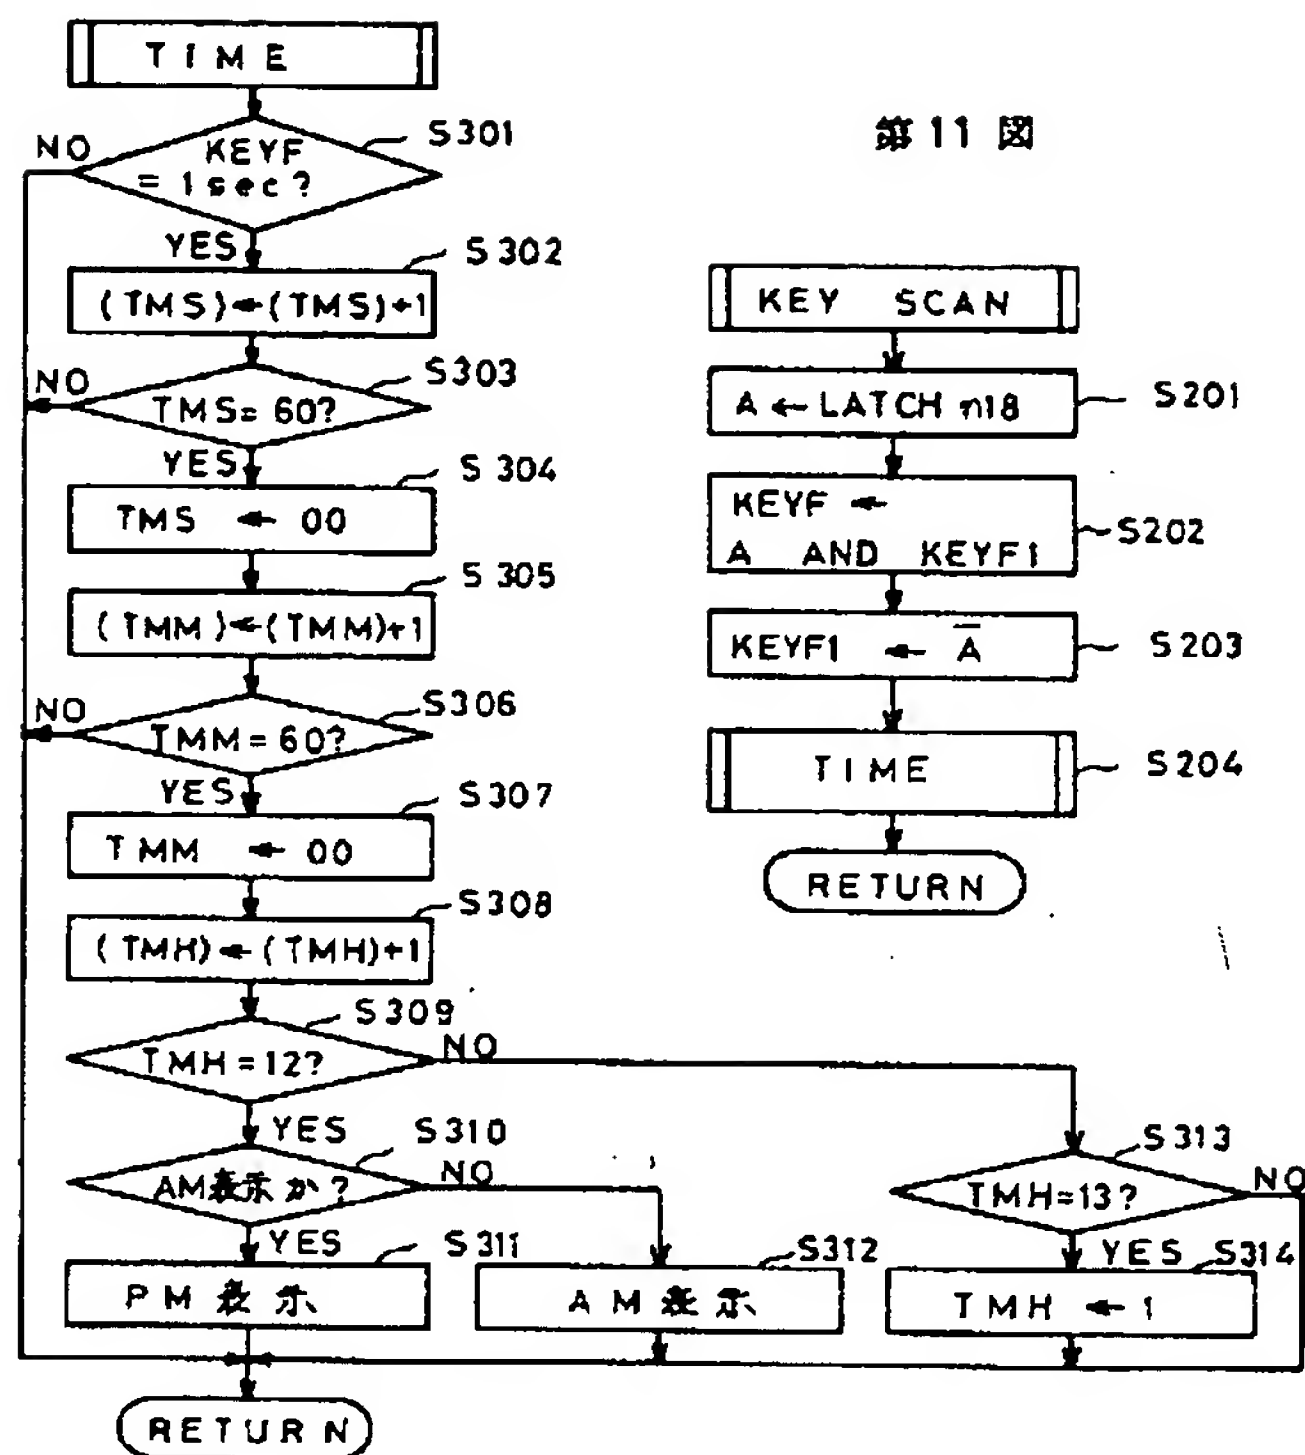 TIME
KEYF
= 1sec?
S301
NO
YES
S302
(TMS)←(TMS)+1
S303
NO
TMS= 60?
YES
S304
TMS ← 00
S305
(TMM)←(TMM)+1
S306
NO
TMM= 60?
YES
S307
TMM ← 00
S308
(TMH)←(TMH)+1
S309
TMH=12?
NO
YES
S310
AM表示か?
NO
YES
S311
PM表示
S312
AM表示
S313
TMH=13?
NO
YES
S314
TMH ← 1
RETURN
第11図
KEY SCAN
A ← LATCH n18
S201
KEYF ←
A AND KEYF1
S202
KEYF1 ← A̅
S203
TIME
S204
RETURN